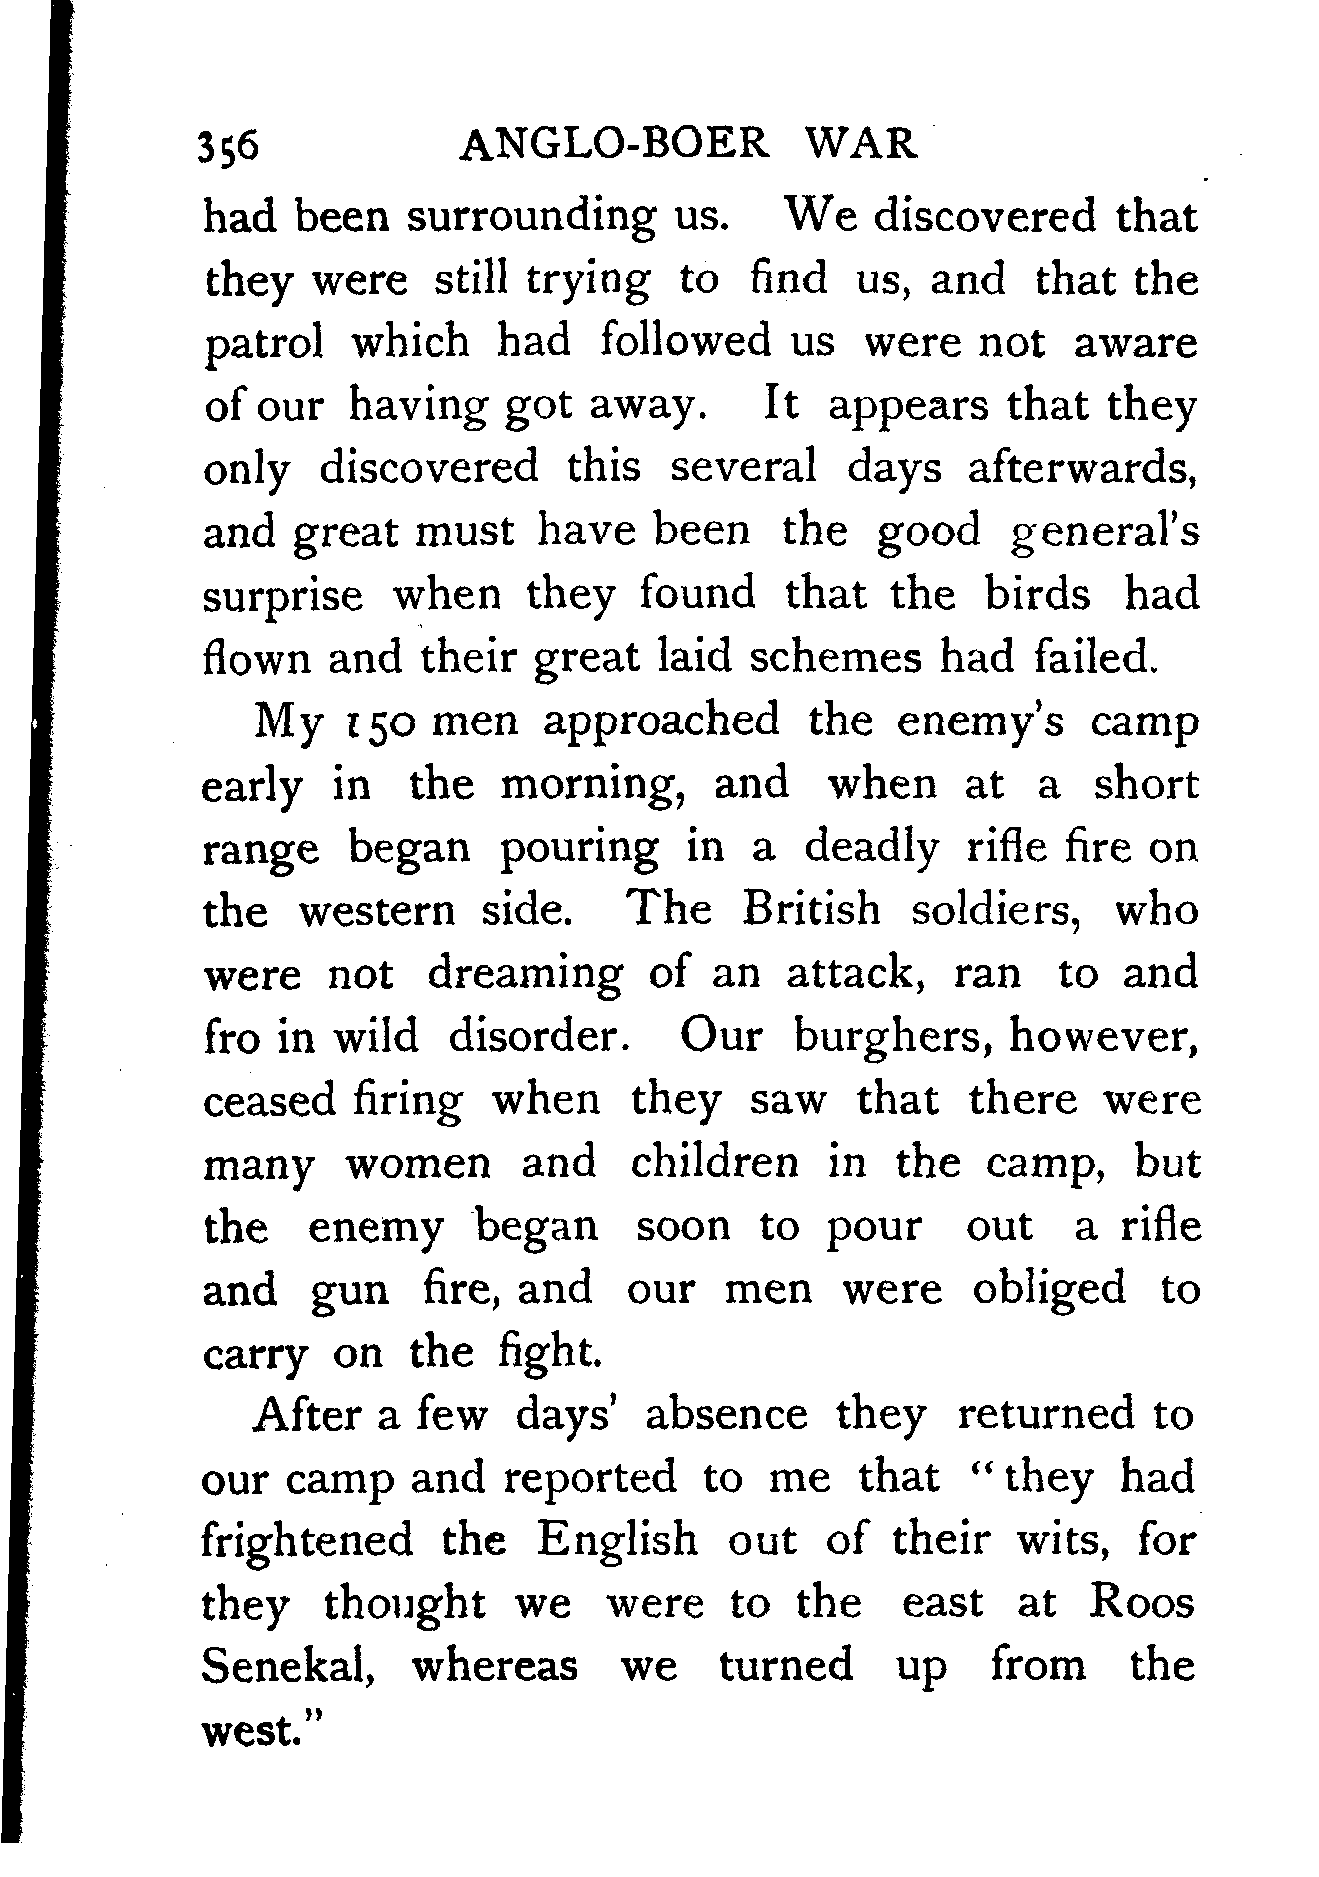 356 ANGLO-BOER WAR
had been surrounding us. We discovered that
they were still trying to find us, and that the
patrol which had followed us were not aware
of our having got away. It appears that they
only discovered this several days afterwards,
and great must have been the good general's
surprise when they found that the birds had
flown and their great laid schemes had failed.
My 150 men approached the enemy's camp
early in the morning, and when at a short
range began pouring in a deadly rifle fire on
the western side. The British soldiers, who
were not dreaming of an attack, ran to and
fro in wild disorder. Our burghers, however,
ceased firing when they saw that there were
many women and children in the camp, but
the enemy began soon to pour out a rifle
and gun fire, and our men were obliged to
carry on the fight.
After a few days' absence they returned to
our camp and reported to me that "they had
frightened the English out of their wits, for
they thought we were to the east at Roos
Senekal, whereas we turned up from the
west."